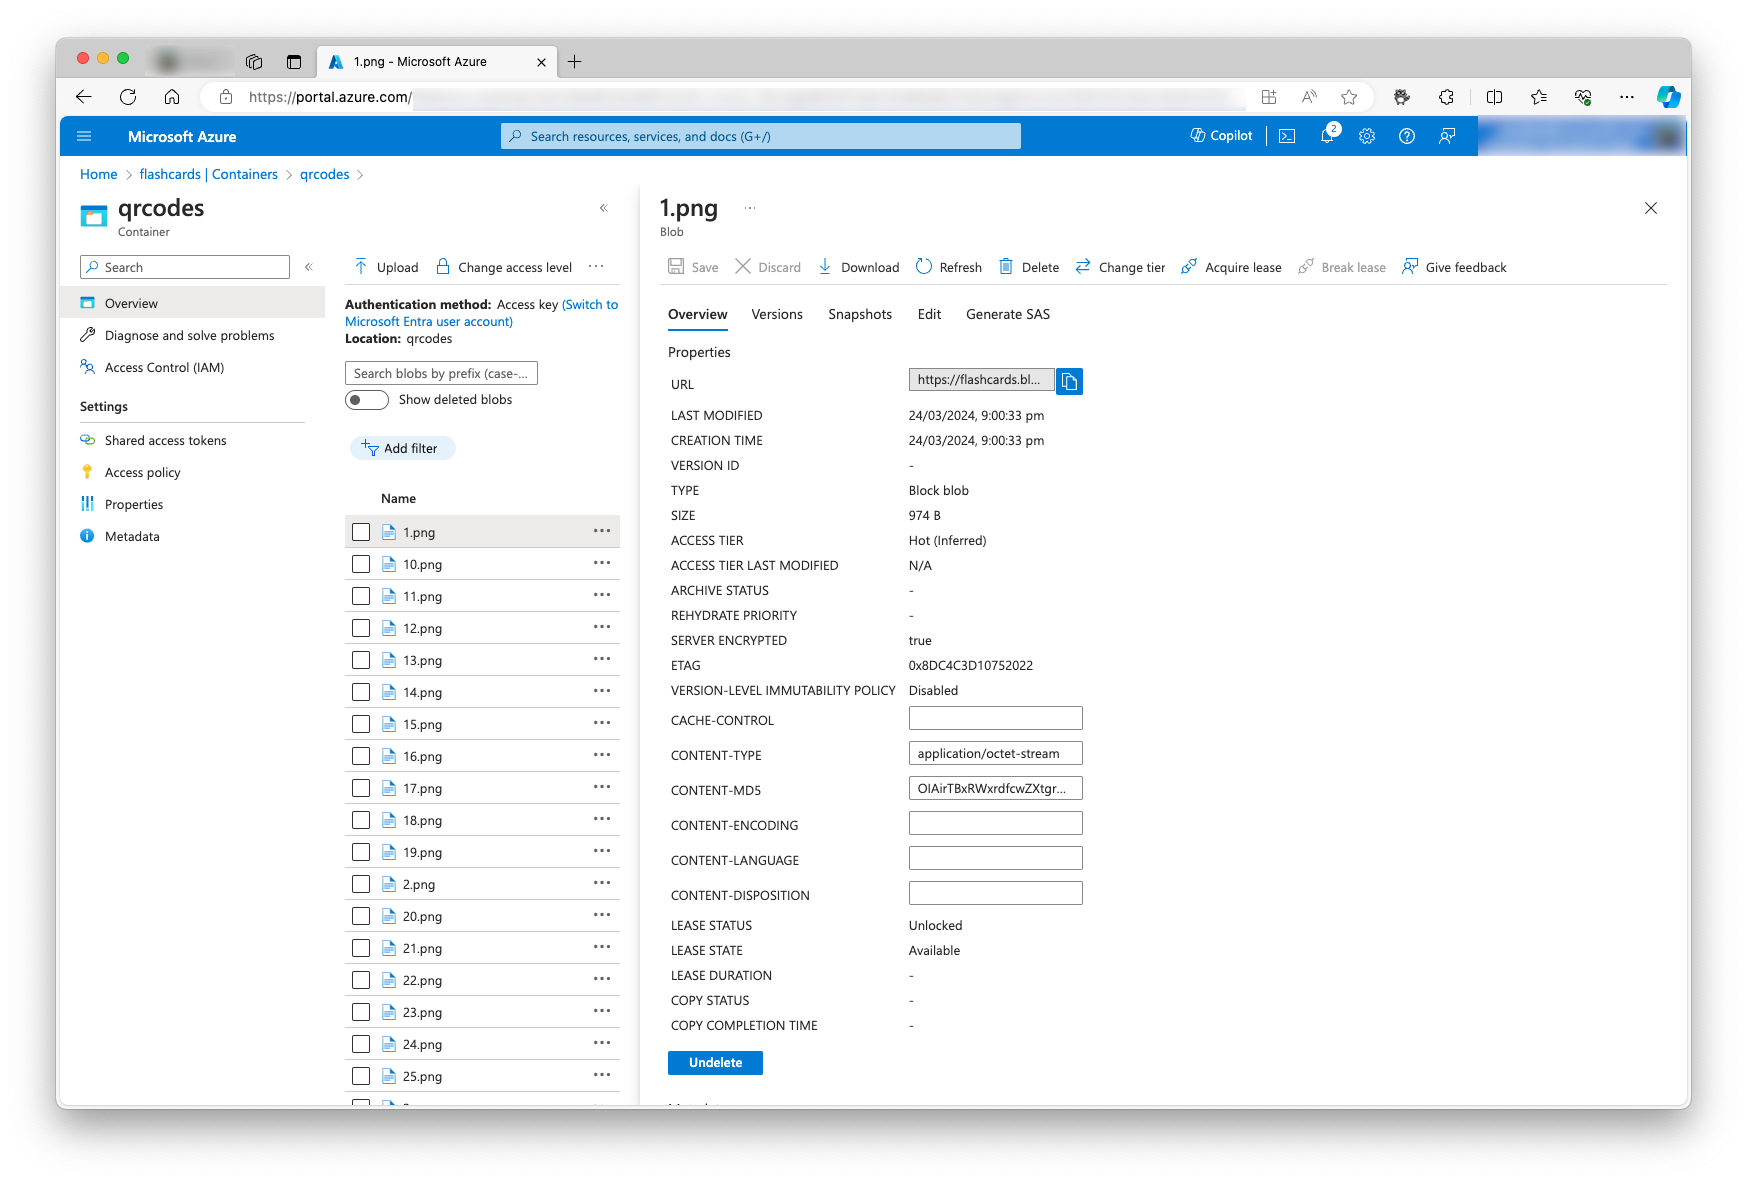 1.png - Microsoft Azure
https://portal.azure.com/
Microsoft Azure
Search resources, services, and docs (G+/)
Copilot
2
Home > flashcards | Containers > qrcodes >
qrcodes
Container
Search
Overview
Diagnose and solve problems
Access Control (IAM)
Settings
Shared access tokens
Access policy
Properties
Metadata
Upload
Change access level
Authentication method: Access key (Switch to
Microsoft Entra user account)
Location: qrcodes
Search blobs by prefix (case-...
Show deleted blobs
Add filter
Name
1.png
10.png
11.png
12.png
13.png
14.png
15.png
16.png
17.png
18.png
19.png
2.png
20.png
21.png
22.png
23.png
24.png
25.png
1.png
Blob
Save
Discard
Download
Refresh
Delete
Change tier
Acquire lease
Break lease
Give feedback
Overview
Versions
Snapshots
Edit
Generate SAS
Properties
URL https://flashcards.bl...
LAST MODIFIED 24/03/2024, 9:00:33 pm
CREATION TIME 24/03/2024, 9:00:33 pm
VERSION ID -
TYPE Block blob
SIZE 974 B
ACCESS TIER Hot (Inferred)
ACCESS TIER LAST MODIFIED N/A
ARCHIVE STATUS -
REHYDRATE PRIORITY -
SERVER ENCRYPTED true
ETAG 0x8DC4C3D10752022
VERSION-LEVEL IMMUTABILITY POLICY Disabled
CACHE-CONTROL
CONTENT-TYPE application/octet-stream
CONTENT-MD5 OIAirTBxRWxrdfcwZXtgr...
CONTENT-ENCODING
CONTENT-LANGUAGE
CONTENT-DISPOSITION
LEASE STATUS Unlocked
LEASE STATE Available
LEASE DURATION -
COPY STATUS -
COPY COMPLETION TIME -
Undelete